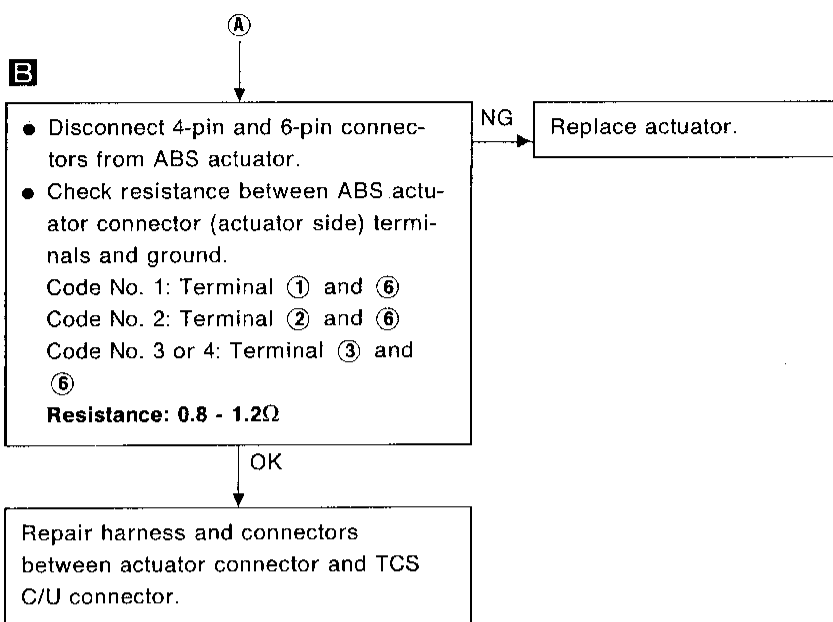 A
B
● Disconnect 4-pin and 6-pin connec-
tors from ABS actuator.
● Check resistance between ABS actu-
ator connector (actuator side) termi-
nals and ground.
Code No. 1: Terminal ① and ⑥
Code No. 2: Terminal ② and ⑥
Code No. 3 or 4: Terminal ③ and
⑥
Resistance: 0.8 - 1.2Ω
NG
Replace actuator.
OK
Repair harness and connectors
between actuator connector and TCS
C/U connector.